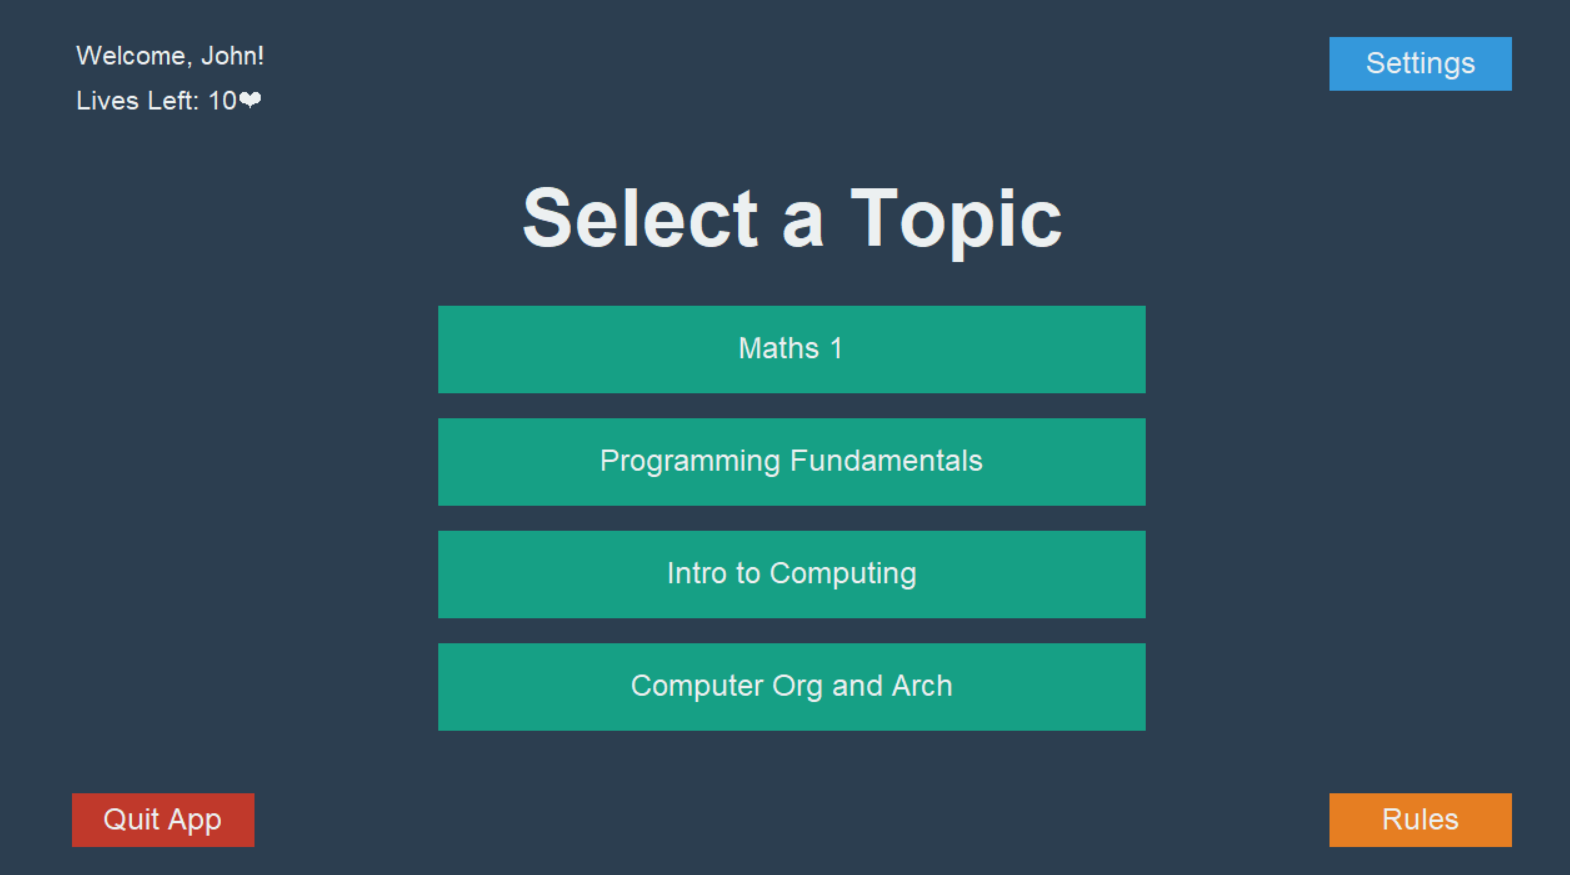 Welcome, John!
Settings
Lives Left: 10❤
Select a Topic
Maths 1
Programming Fundamentals
Intro to Computing
Computer Org and Arch
Quit App
Rules